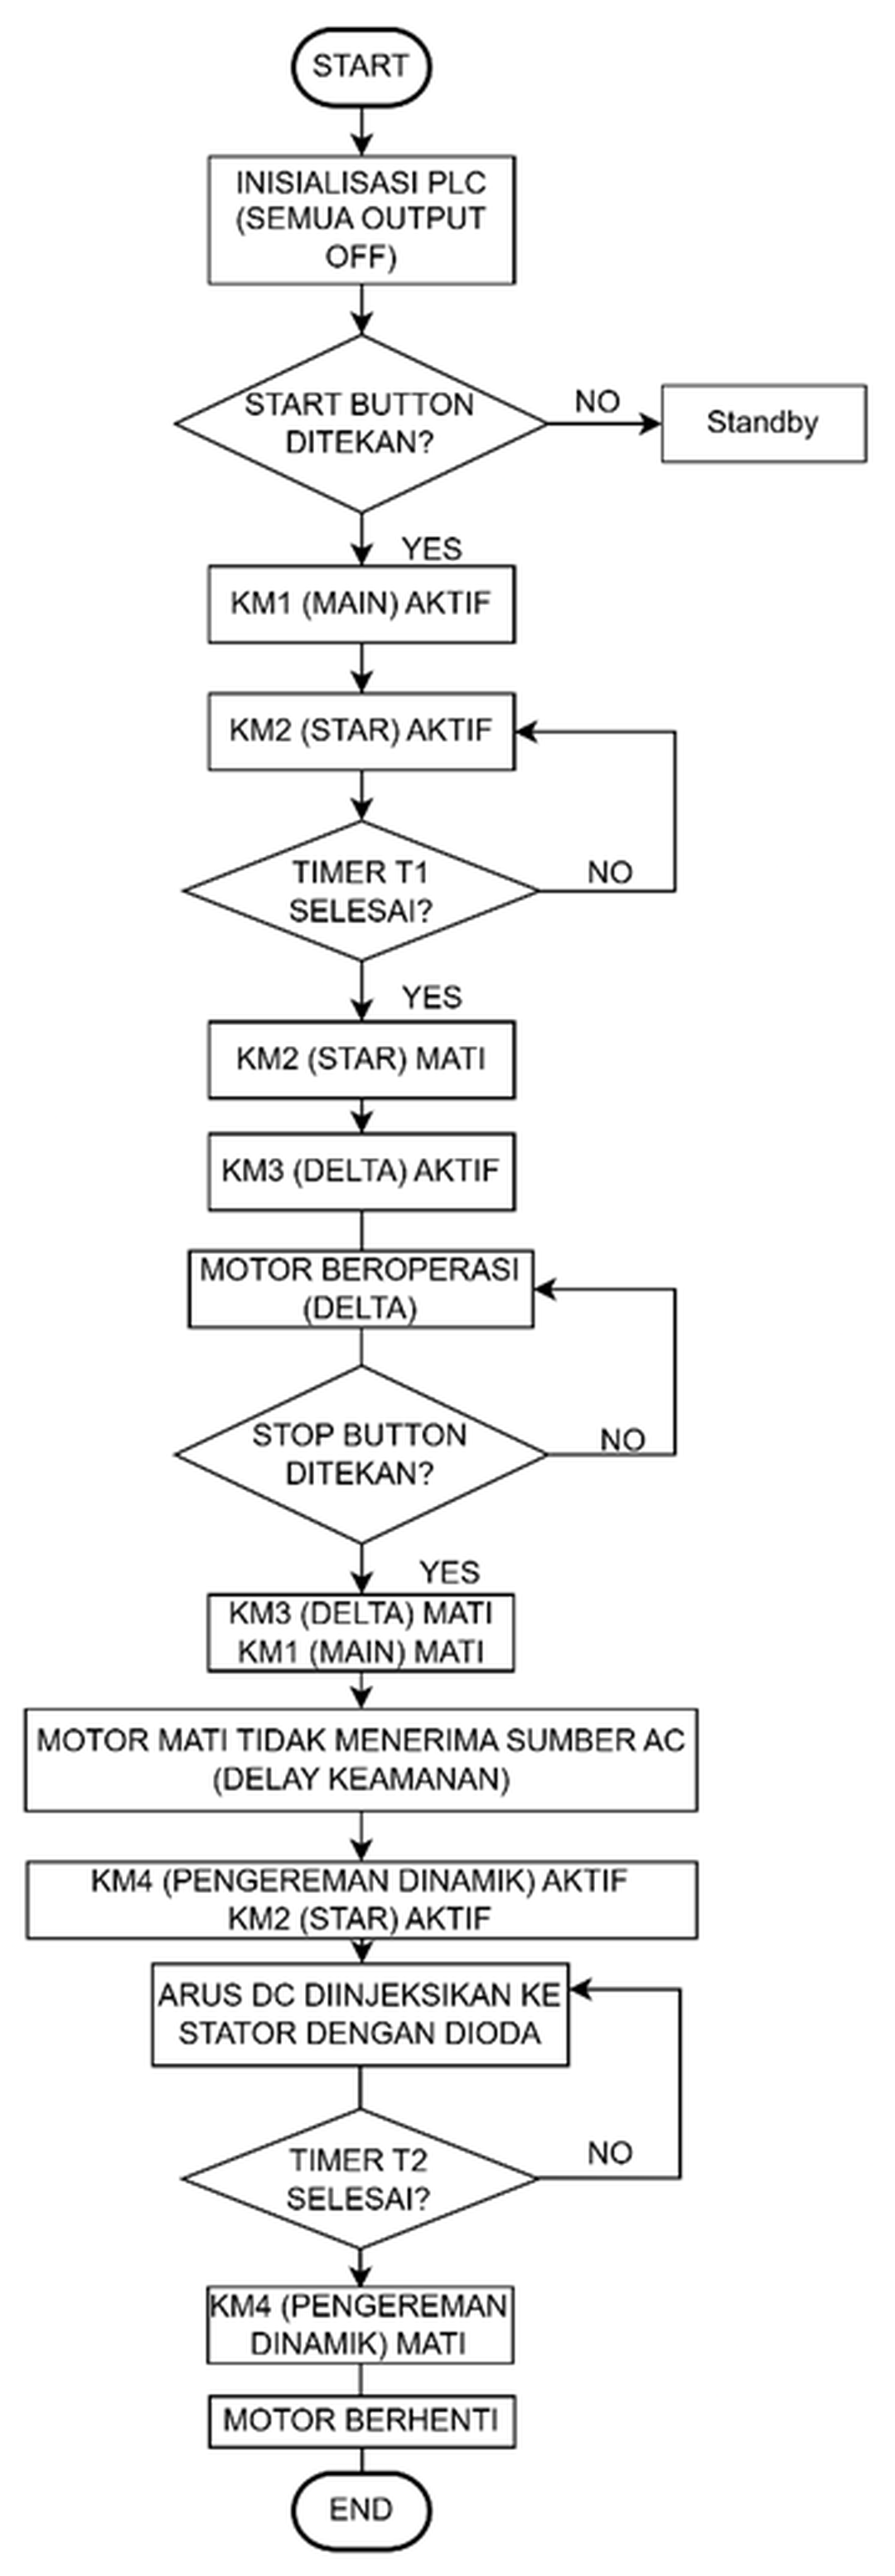 START
INISIALISASI PLC
(SEMUA OUTPUT
OFF)
START BUTTON
DITEKAN?
NO
Standby
YES
KM1 (MAIN) AKTIF
KM2 (STAR) AKTIF
TIMER T1
SELESAI?
NO
YES
KM2 (STAR) MATI
KM3 (DELTA) AKTIF
MOTOR BEROPERASI
(DELTA)
STOP BUTTON
DITEKAN?
NO
YES
KM3 (DELTA) MATI
KM1 (MAIN) MATI
MOTOR MATI TIDAK MENERIMA SUMBER AC
(DELAY KEAMANAN)
KM4 (PENGEREMAN DINAMIK) AKTIF
KM2 (STAR) AKTIF
ARUS DC DIINJEKSIKAN KE
STATOR DENGAN DIODA
TIMER T2
SELESAI?
NO
KM4 (PENGEREMAN
DINAMIK) MATI
MOTOR BERHENTI
END